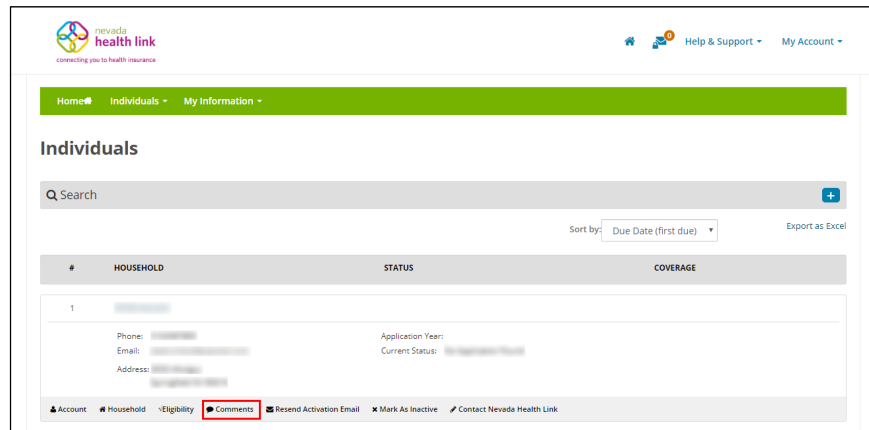 nevada
health link
connecting you to health insurance
0 Help & Support My Account
Home Individuals My Information
Individuals
Search +
Sort by: Due Date (first due) Export as Excel
# HOUSEHOLD STATUS COVERAGE
1
Phone: Application Year:
Email: Current Status:
Address:
Account Household Eligibility Comments Resend Activation Email Mark As Inactive Contact Nevada Health Link